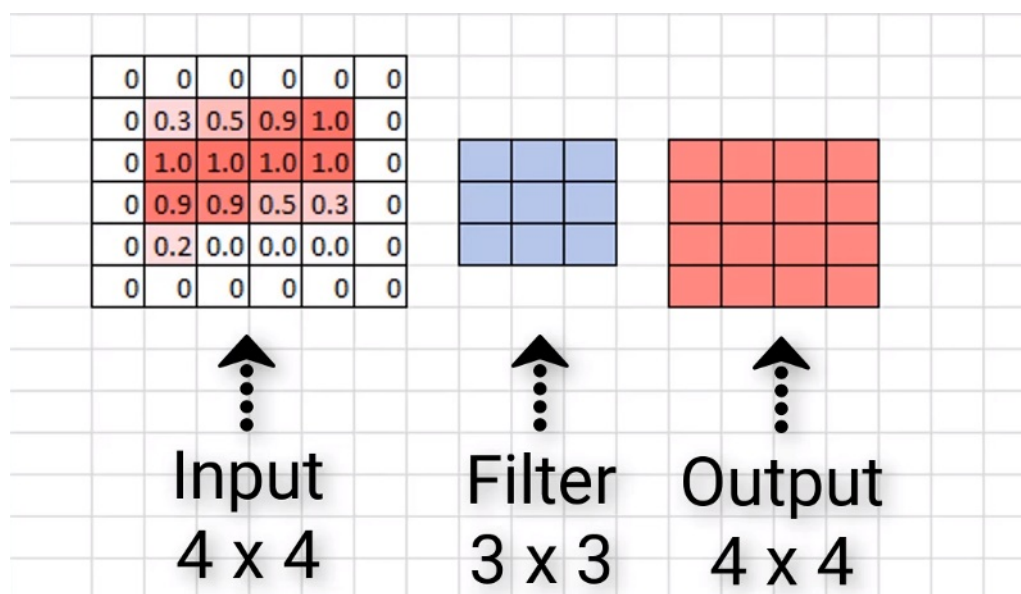 0 0 0 0 0 0
0 0.3 0.5 0.9 1.0 0
0 1.0 1.0 1.0 1.0 0
0 0.9 0.9 0.5 0.3 0
0 0.2 0.0 0.0 0.0 0
0 0 0 0 0 0
Input
4 x 4
Filter
3 x 3
Output
4 x 4